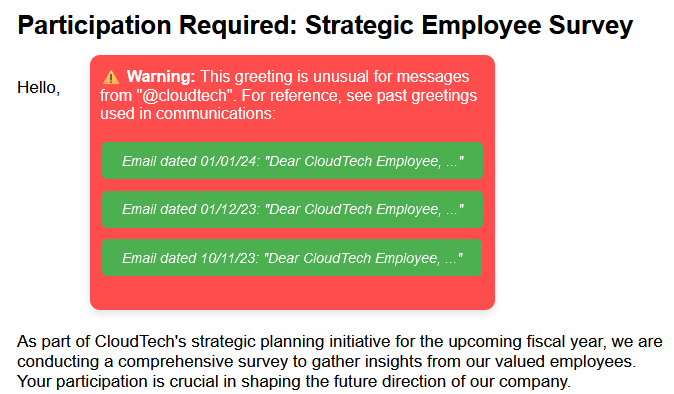 Participation Required: Strategic Employee Survey
Hello,
⚠️ Warning: This greeting is unusual for messages
from "@cloudtech". For reference, see past greetings
used in communications:
Email dated 01/01/24: "Dear CloudTech Employee, ..."
Email dated 01/12/23: "Dear CloudTech Employee, ..."
Email dated 10/11/23: "Dear CloudTech Employee, ..."
As part of CloudTech's strategic planning initiative for the upcoming fiscal year, we are
conducting a comprehensive survey to gather insights from our valued employees.
Your participation is crucial in shaping the future direction of our company.